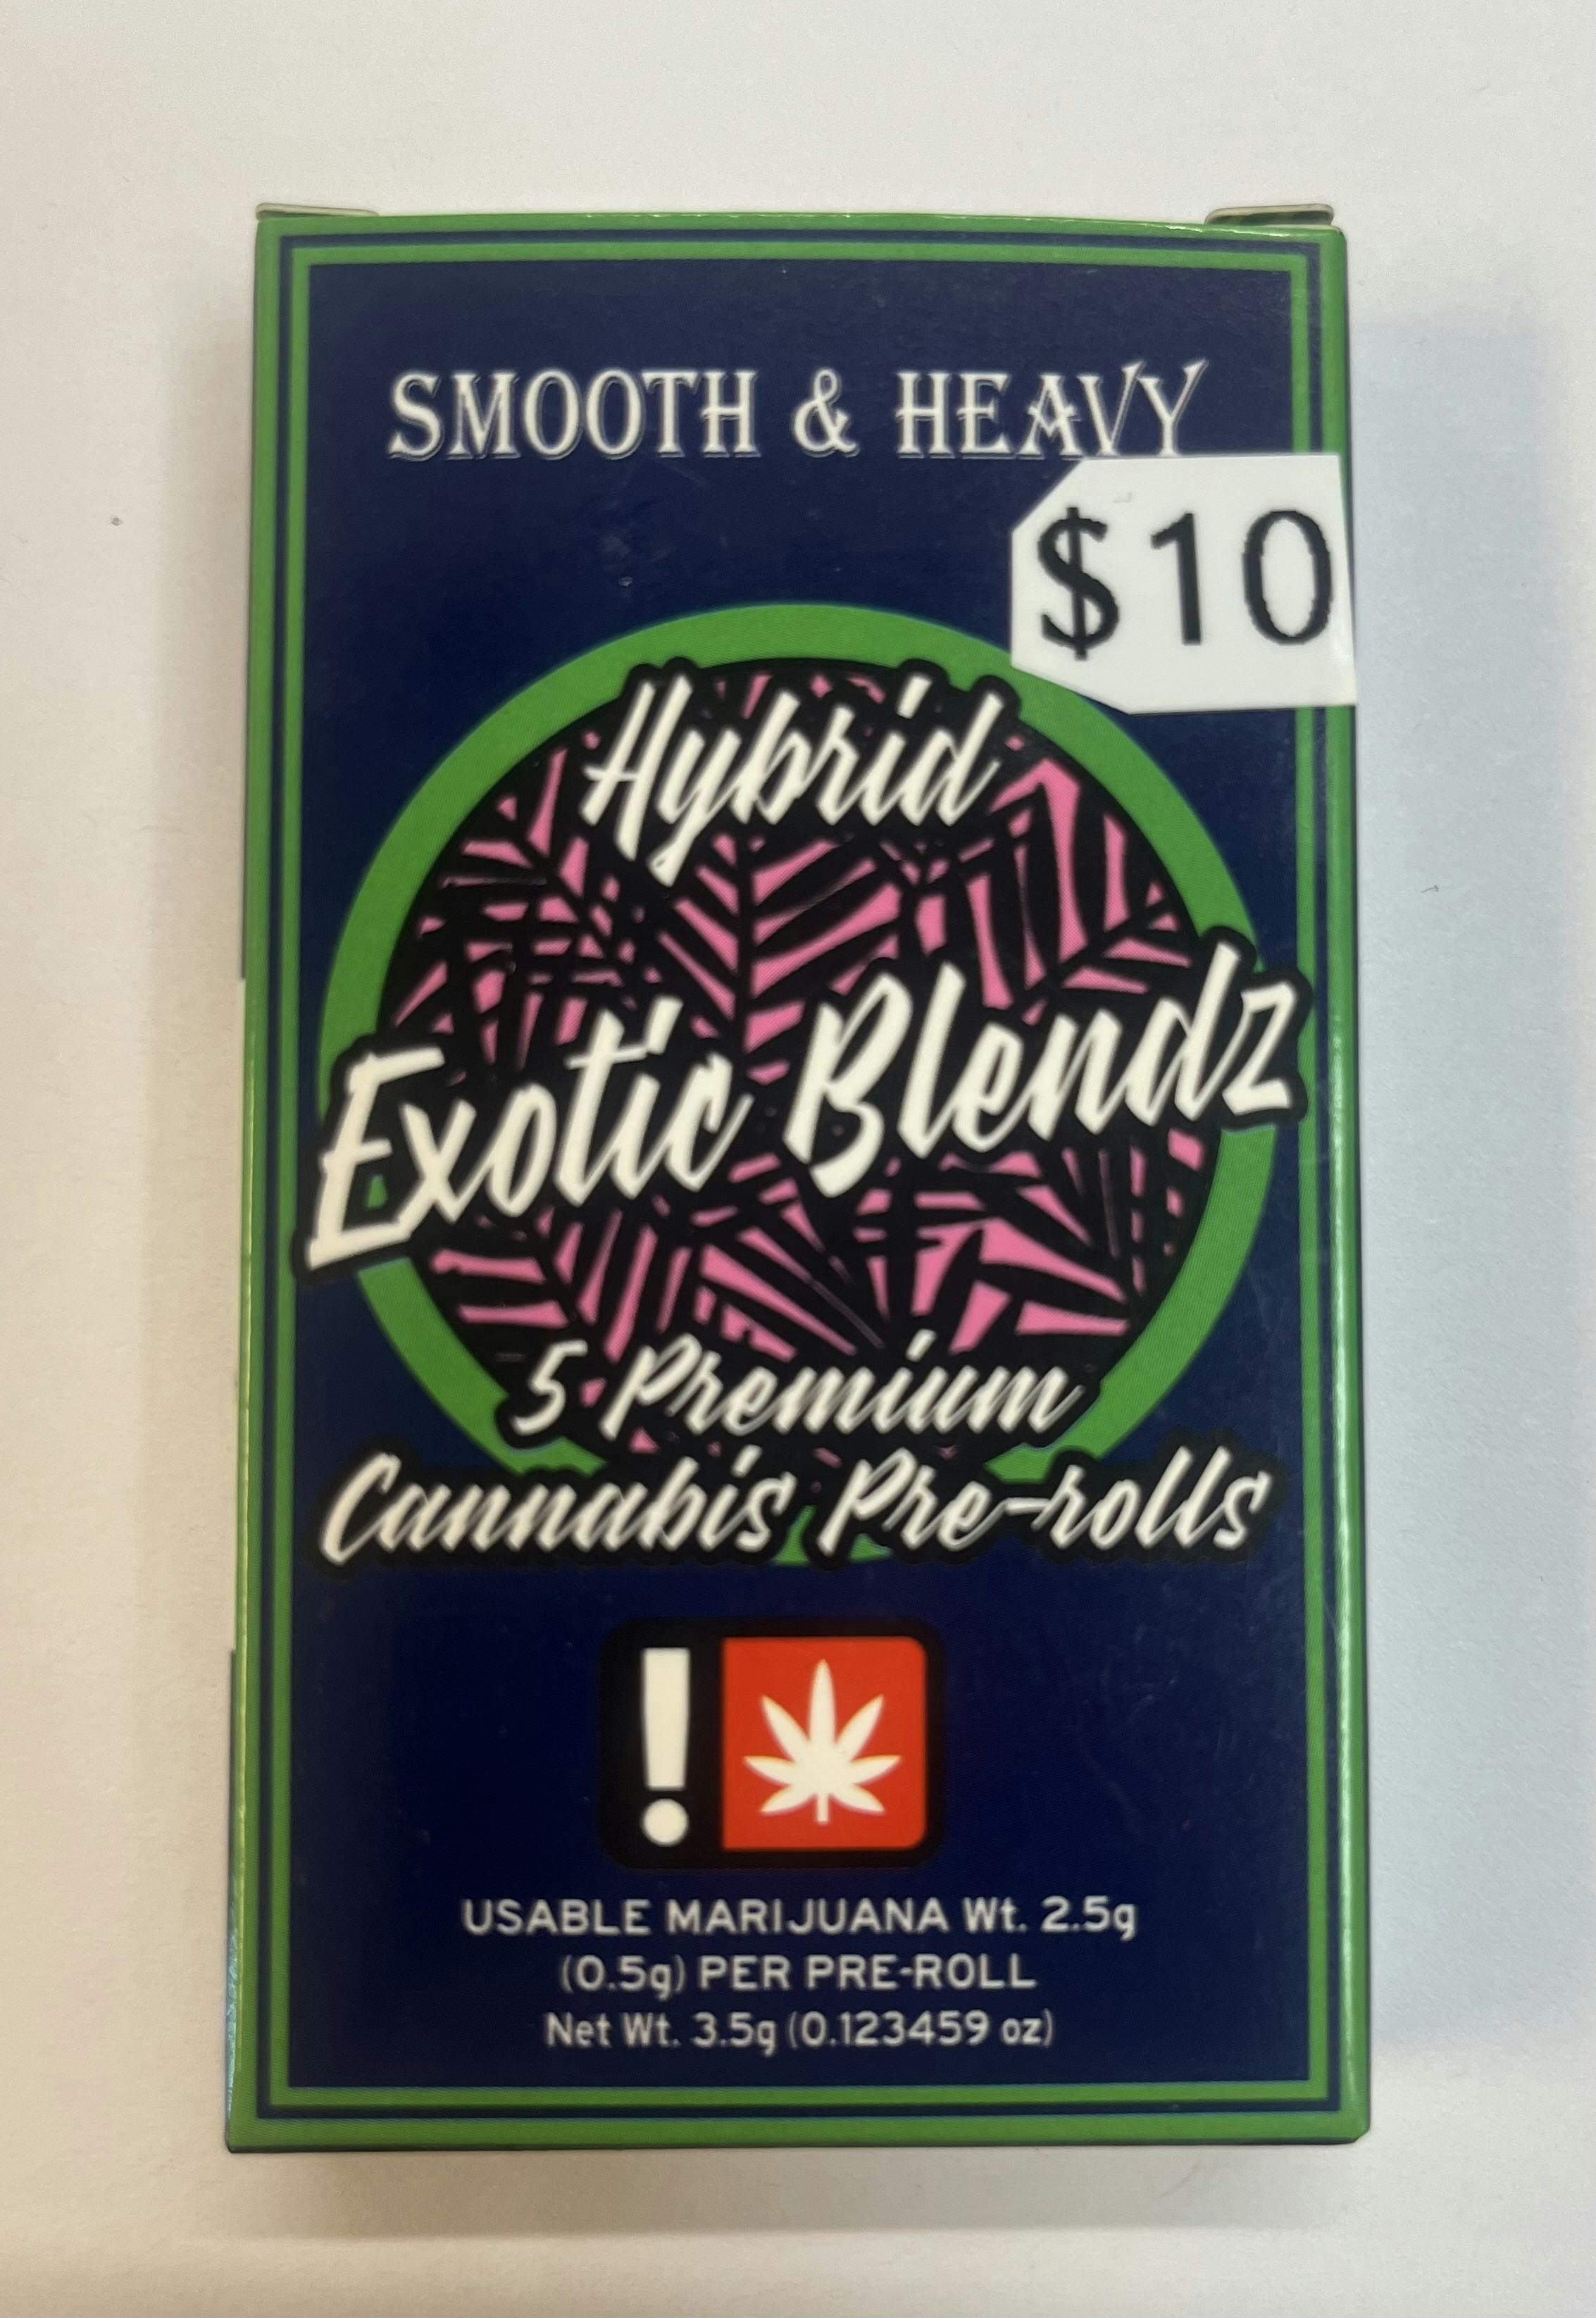 SMOOTH & HEAVY
$10
Hybrid
Exotic Blendz
5 Premium
Cannabis Pre-rolls
!
USABLE MARIJUANA Wt. 2.5g
(0.5g) PER PRE-ROLL
Net Wt. 3.5g (0.123459 oz)